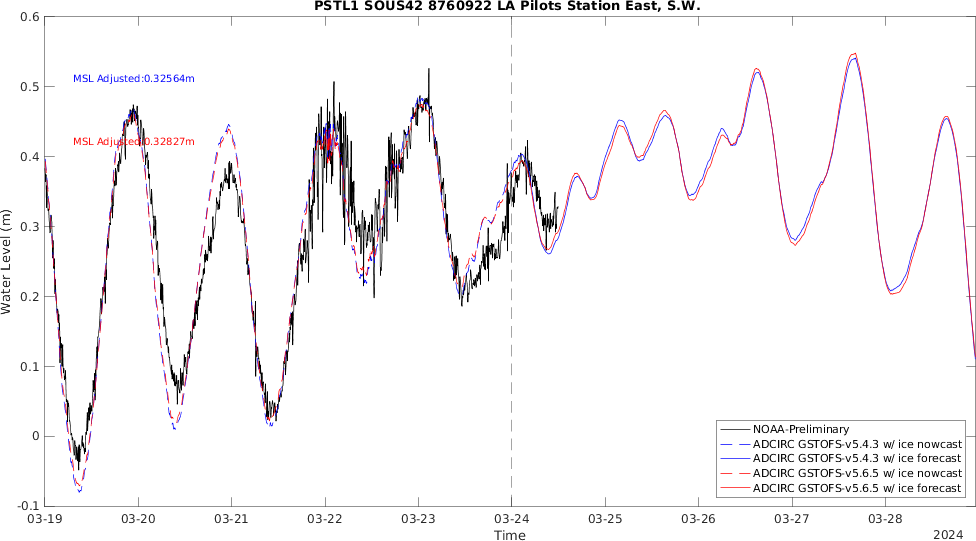 PSTL1 SOUS42 8760922 LA Pilots Station East, S.W.
0.6
0.5
0.4
0.3
0.2
0.1
0
-0.1
Water Level (m)
MSL Adjusted:0.32564m
MSL Adjusted:0.32827m
NOAA-Preliminary
ADCIRC GSTOFS-v5.4.3 w/ ice nowcast
ADCIRC GSTOFS-v5.4.3 w/ ice forecast
ADCIRC GSTOFS-v5.6.5 w/ ice nowcast
ADCIRC GSTOFS-v5.6.5 w/ ice forecast
03-19 03-20 03-21 03-22 03-23 03-24 03-25 03-26 03-27 03-28
Time
2024